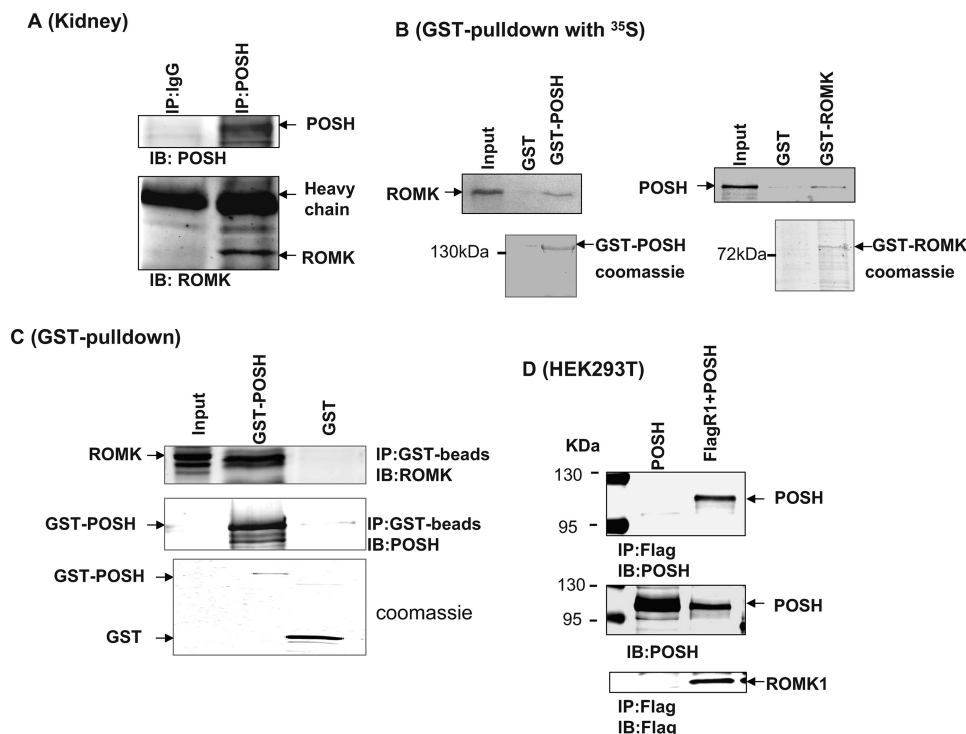 A (Kidney)
IP:IgG
IP:POSH
POSH
IB: POSH
Heavy
chain
ROMK
IB: ROMK
B (GST-pulldown with ³⁵S)
Input
GST
GST-POSH
ROMK
130kDa
GST-POSH
coomassie
Input
GST
GST-ROMK
POSH
72kDa
GST-ROMK
coomassie
C (GST-pulldown)
Input
GST-POSH
GST
ROMK
IP:GST-beads
IB:ROMK
GST-POSH
IP:GST-beads
IB:POSH
GST-POSH
coomassie
GST
D (HEK293T)
KDa
POSH
FlagR1+POSH
130
POSH
95
IP:Flag
IB:POSH
130
POSH
95
IB:POSH
ROMK1
IP:Flag
IB:Flag